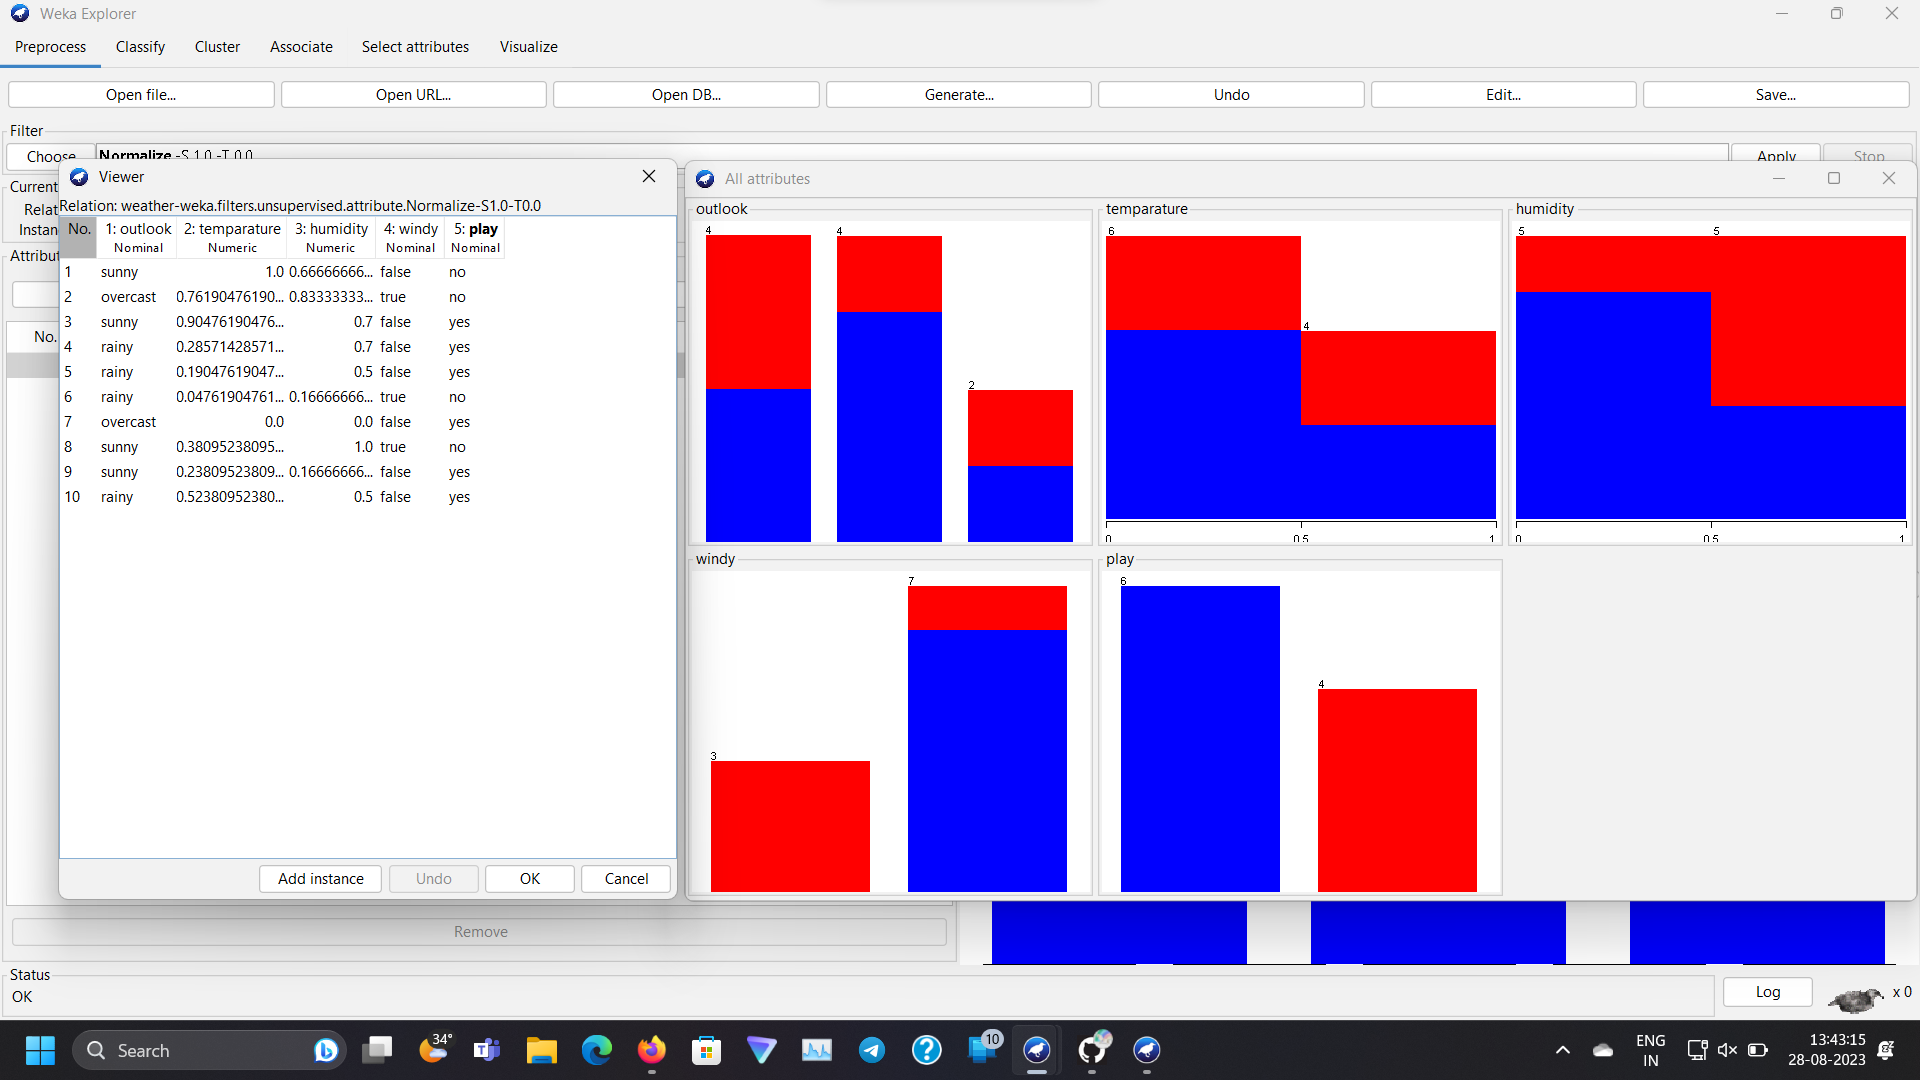 Weka Explorer
Preprocess Classify Cluster Associate Select attributes Visualize
Open file... Open URL... Open DB... Generate... Undo Edit... Save...
Filter
Choose Normalize -S 1.0 -T 0.0 Apply Stop
Current
Relat
Instan
Attribut
No.
Viewer
Relation: weather-weka.filters.unsupervised.attribute.Normalize-S1.0-T0.0
No. 1: outlook 2: temparature 3: humidity 4: windy 5: play
Nominal Numeric Numeric Nominal Nominal
1 sunny 1.0 0.66666666... false no
2 overcast 0.76190476190... 0.83333333... true no
3 sunny 0.90476190476... 0.7 false yes
4 rainy 0.28571428571... 0.7 false yes
5 rainy 0.19047619047... 0.5 false yes
6 rainy 0.04761904761... 0.16666666... true no
7 overcast 0.0 0.0 false yes
8 sunny 0.38095238095... 1.0 true no
9 sunny 0.23809523809... 0.16666666... false yes
10 rainy 0.52380952380... 0.5 false yes
Add instance Undo OK Cancel
All attributes
outlook
4 4 2
temparature
6 4
0 0.5 1
humidity
5 5
0 0.5 1
windy
3 7
play
6 4
Remove
Status
OK
Log x 0
Search
34°
10
ENG
IN
13:43:15
28-08-2023